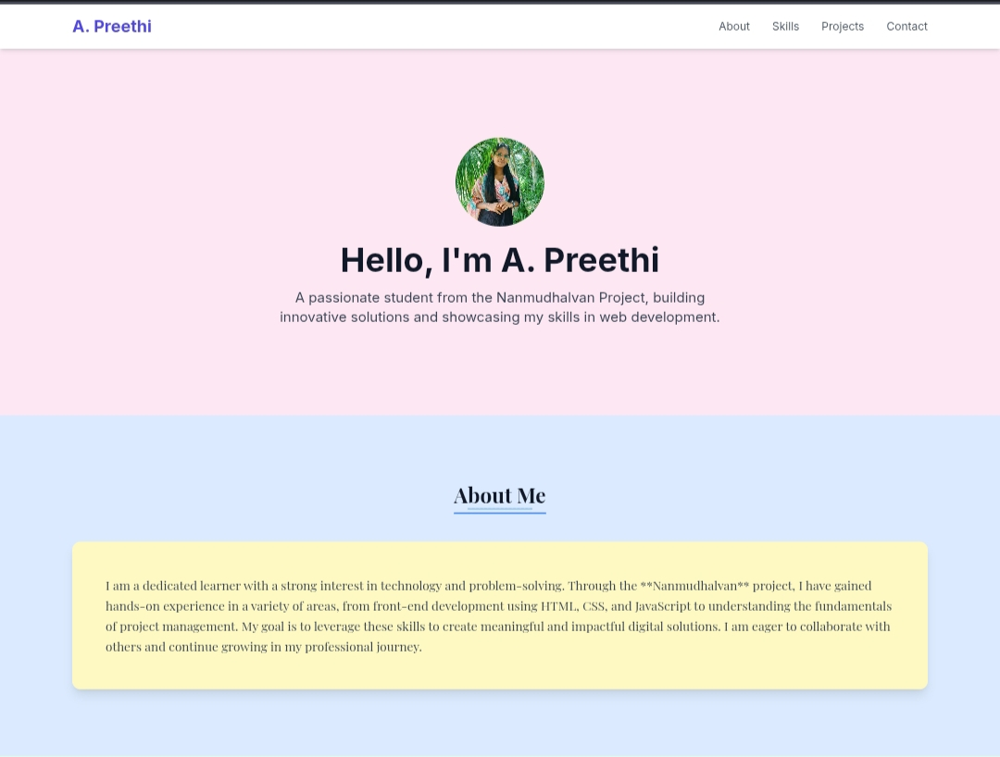 A. Preethi
About
Skills
Projects
Contact
Hello, I'm A. Preethi
A passionate student from the Nanmudhalvan Project, building
innovative solutions and showcasing my skills in web development.
About Me
I am a dedicated learner with a strong interest in technology and problem-solving. Through the **Nanmudhalvan** project, I have gained
hands-on experience in a variety of areas, from front-end development using HTML, CSS, and JavaScript to understanding the fundamentals
of project management. My goal is to leverage these skills to create meaningful and impactful digital solutions. I am eager to collaborate with
others and continue growing in my professional journey.